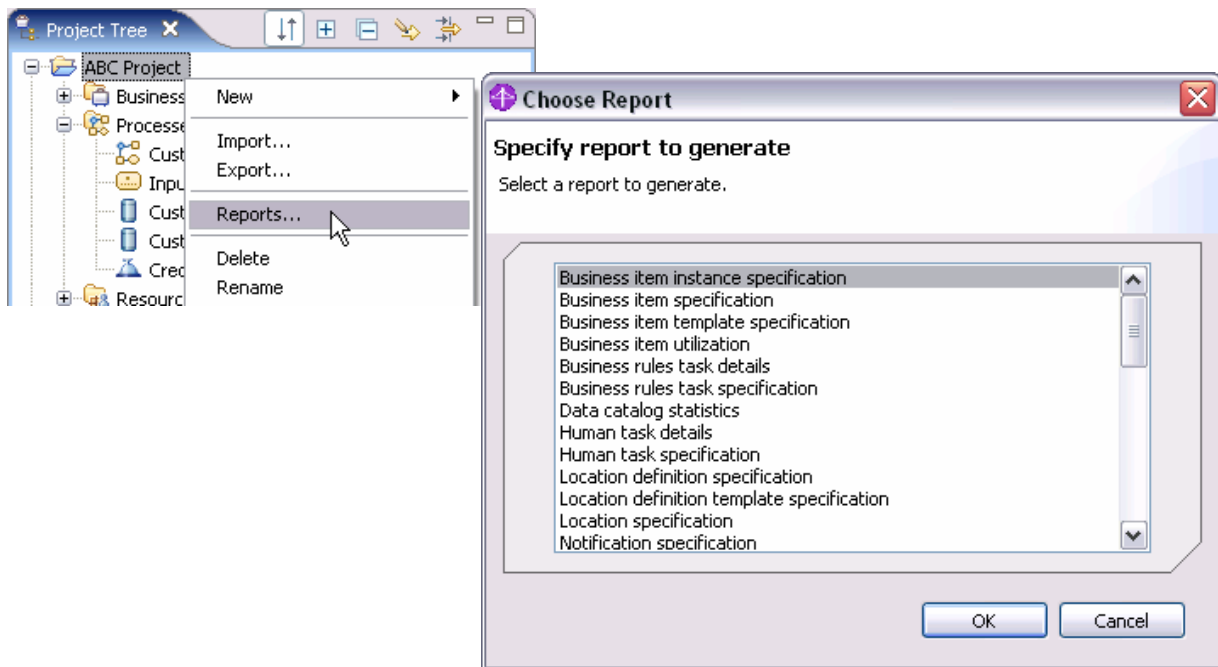 Project Tree
ABC Project
Business
Processe
Cust
Inpu
Cust
Cust
Cred
Resourc
New
Import...
Export...
Reports...
Delete
Rename
Choose Report
Specify report to generate
Select a report to generate.
Business item instance specification
Business item specification
Business item template specification
Business item utilization
Business rules task details
Business rules task specification
Data catalog statistics
Human task details
Human task specification
Location definition specification
Location definition template specification
Location specification
Notification specification
OK
Cancel